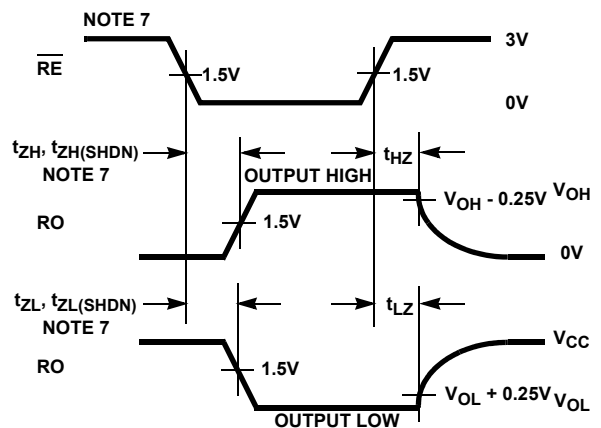 NOTE 7
3V
RE
1.5V
1.5V
0V
tZH, tZH(SHDN)
NOTE 7
tHZ
OUTPUT HIGH
VOH - 0.25V
VOH
RO
1.5V
0V
tZL, tZL(SHDN)
NOTE 7
tLZ
VCC
RO
1.5V
VOL + 0.25V
VOL
OUTPUT LOW